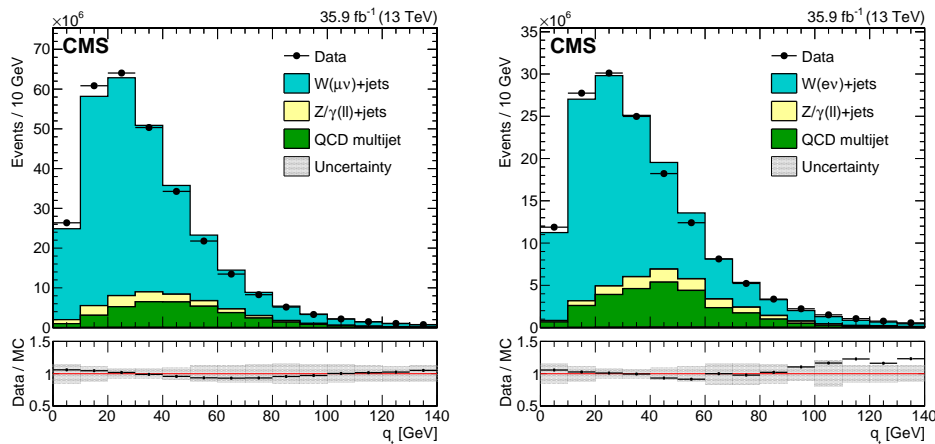 ×10⁶ 35.9 fb⁻¹ (13 TeV)
CMS
Data
W(μν)+jets
Z/γ(ll)+jets
QCD multijet
Uncertainty
Events / 10 GeV
70
60
50
40
30
20
10
0
Data / MC
1.5
1
0.5
0 20 40 60 80 100 120 140
q, [GeV]
×10⁶ 35.9 fb⁻¹ (13 TeV)
CMS
Data
W(eν)+jets
Z/γ(ll)+jets
QCD multijet
Uncertainty
Events / 10 GeV
35
30
25
20
15
10
5
0
Data / MC
1.5
1
0.5
0 20 40 60 80 100 120 140
q, [GeV]